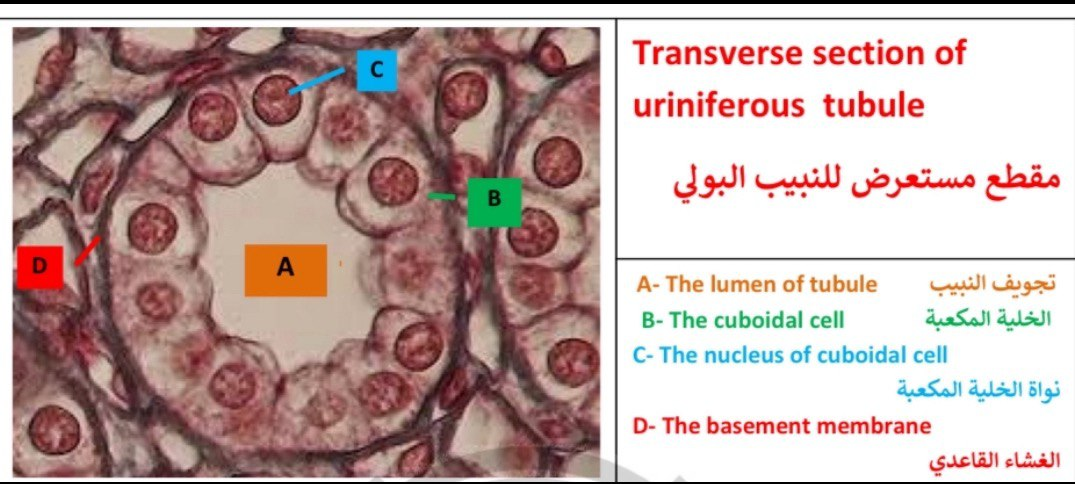 C
B
D
A
Transverse section of
uriniferous tubule
مقطع مستعرض للنبيب البولي
A- The lumen of tubule تجويف النبيب
B- The cuboidal cell الخلية المكعبة
C- The nucleus of cuboidal cell
نواة الخلية المكعبة
D- The basement membrane
الغشاء القاعدي